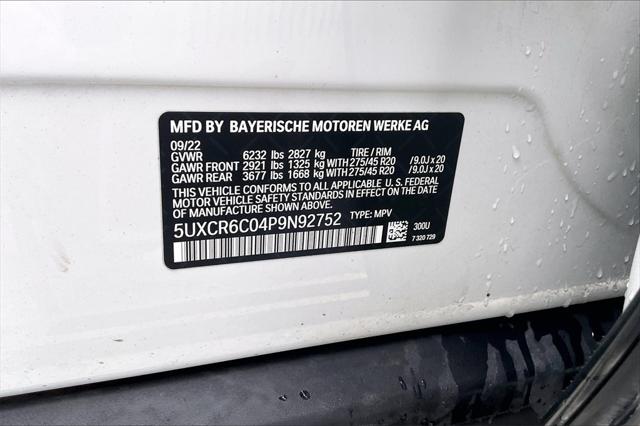 MFD BY BAYERISCHE MOTOREN WERKE AG
09/22
GVWR 6232 lbs 2827 kg TIRE / RIM
GAWR FRONT 2921 lbs 1325 kg WITH 275/45 R20 /9.0J x 20
GAWR REAR 3677 lbs 1668 kg WITH 275/45 R20 /9.0J x 20
THIS VEHICLE CONFORMS TO ALL APPLICABLE U.S. FEDERAL
MOTOR VEHICLE SAFETY STANDARDS IN EFFECT ON THE
DATE OF MANUFACTURE SHOWN ABOVE.
5UXCR6C04P9N92752 TYPE: MPV
300U
7 320 729